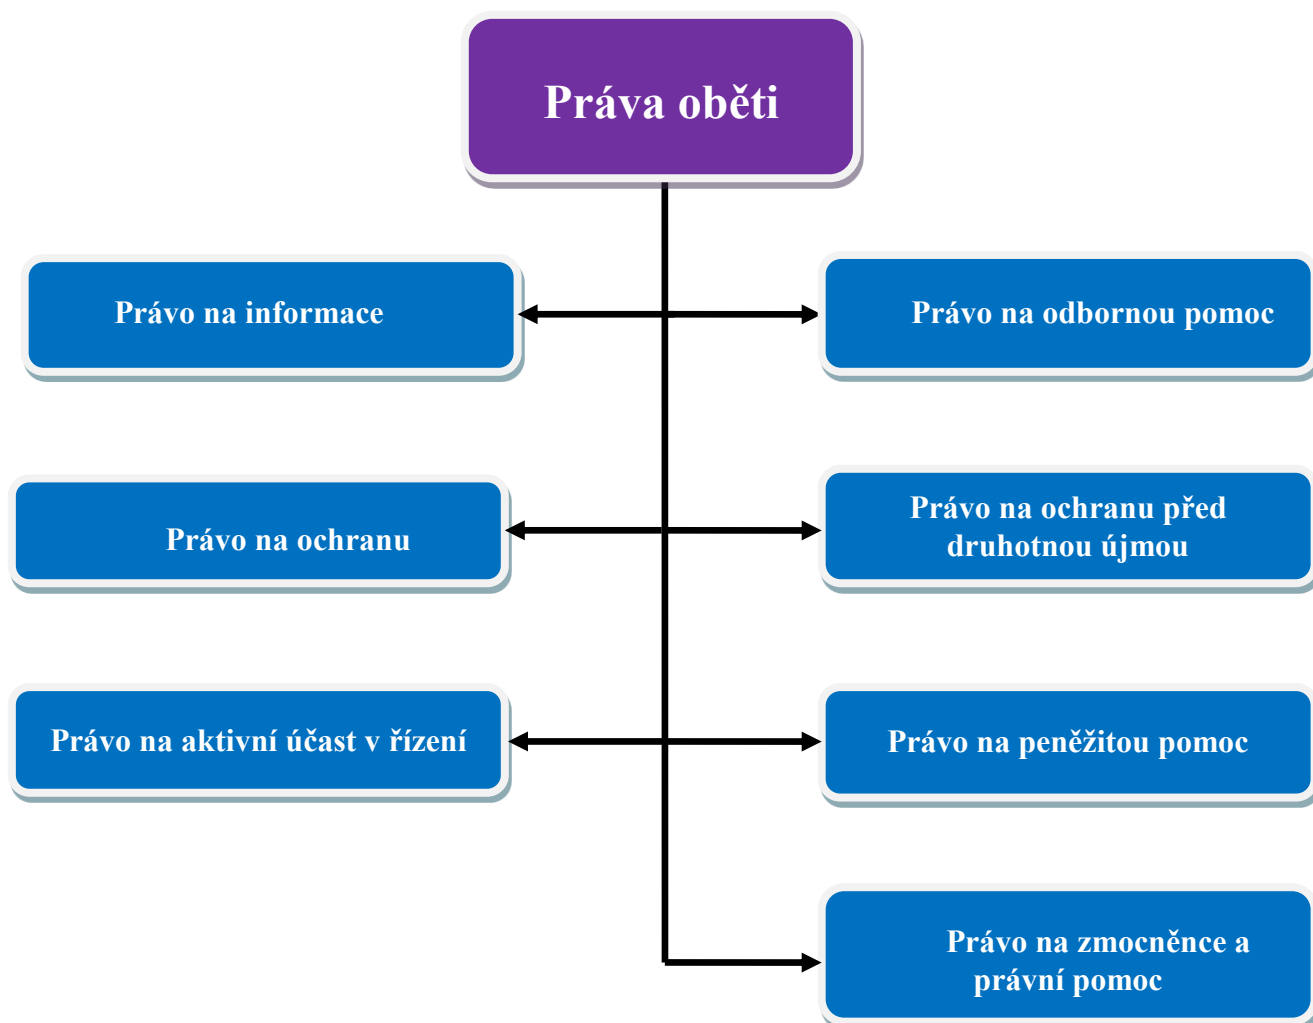 Práva oběti
Právo na informace
Právo na odbornou pomoc
Právo na ochranu
Právo na ochranu před
druhotnou újmou
Právo na aktivní účast v řízení
Právo na peněžitou pomoc
Právo na zmocněnce a
právní pomoc